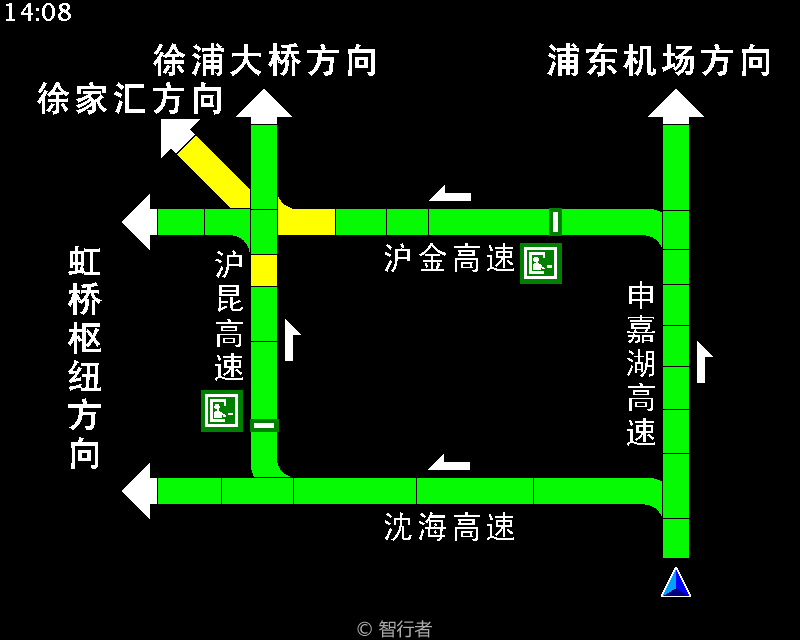 14:08
徐浦大桥方向
浦东机场方向
徐家汇方向
虹桥枢纽方向
沪昆高速
沪金高速
申嘉湖高速
沈海高速
© 智行者